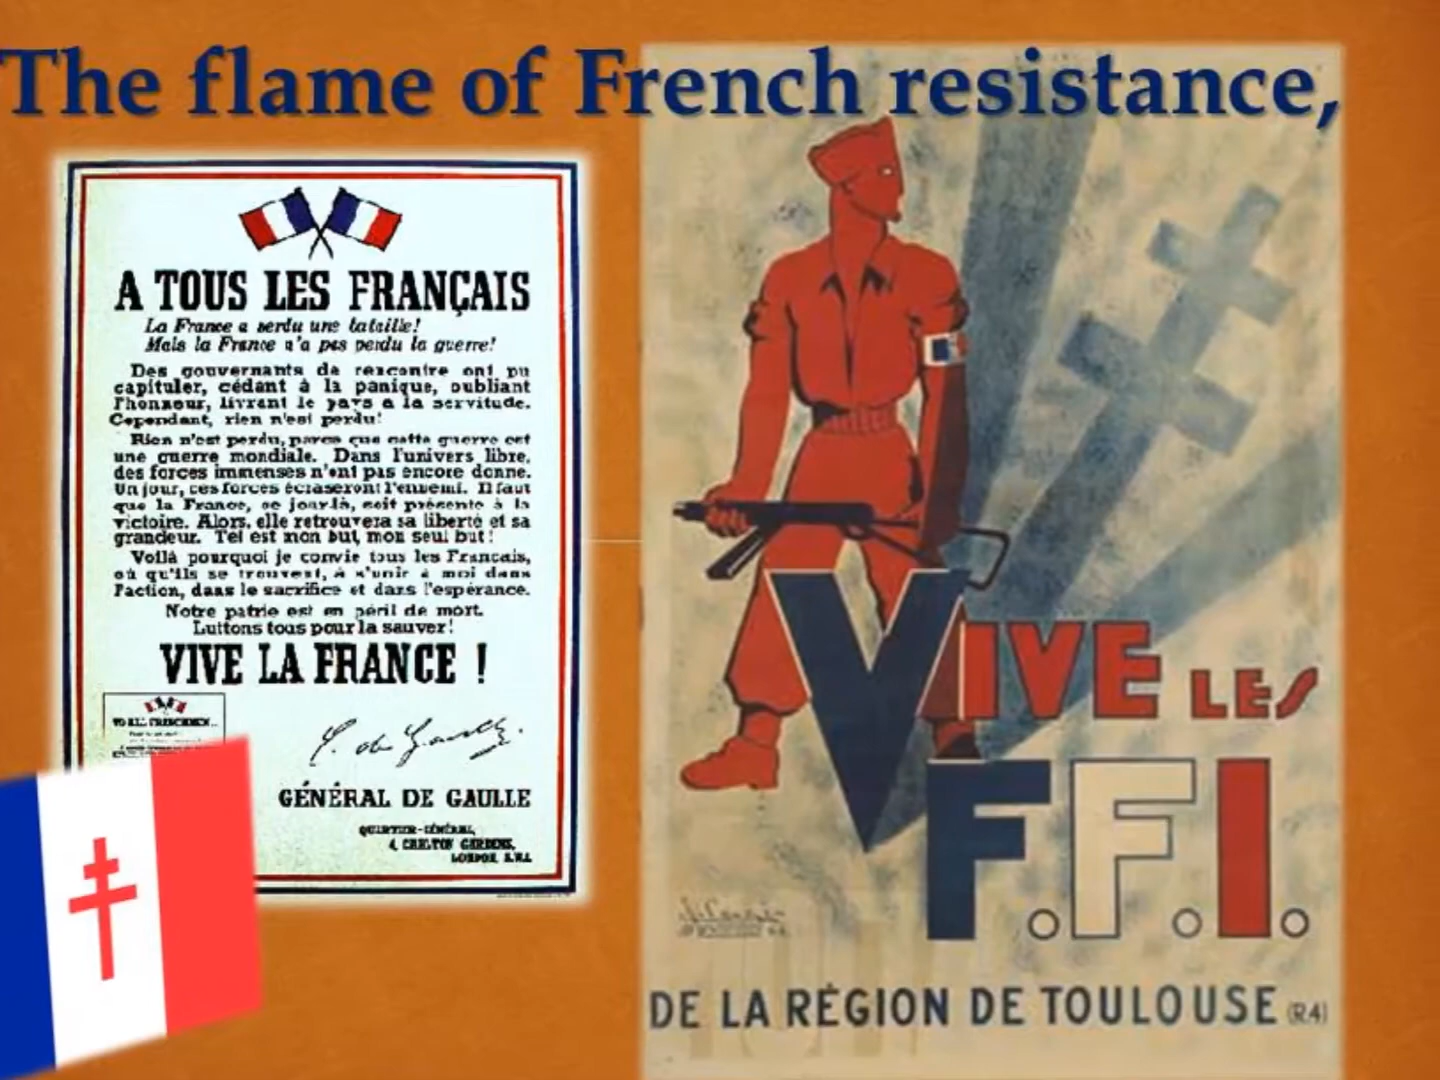 The flame of French resistance,
A TOUS LES FRANÇAIS
La France a perdu une bataille!
Mais la France n'a pas perdu la guerre!
Des gouvernants de rencontre ont pu
capituler, cédant à la panique, oubliant
l'honneur, livrant le pays à la servitude.
Cependant, rien n'est perdu!
Rien n'est perdu, parce que cette guerre est
une guerre mondiale. Dans l'univers libre,
des forces immenses n'ont pas encore donné.
Un jour, ces forces écraseront l'ennemi. Il faut
que la France, ce jour-là, soit présente à la
victoire. Alors, elle retrouvera sa liberté et sa
grandeur. Tel est mon but, mon seul but!
Voilà pourquoi je convie tous les Français,
où qu'ils se trouvent, à s'unir à moi dans
l'action, dans le sacrifice et dans l'espérance.
Notre patrie est en péril de mort.
Luttons tous pour la sauver!
VIVE LA FRANCE !
TO ALL FRENCHMEN...
C. de Gaulle.
GÉNÉRAL DE GAULLE
QUARTIER-GÉNÉRAL,
4, CARLTON GARDENS,
LONDON, S.W.1.
VIVE LES
F.F.I.
DE LA RÉGION DE TOULOUSE (R4)